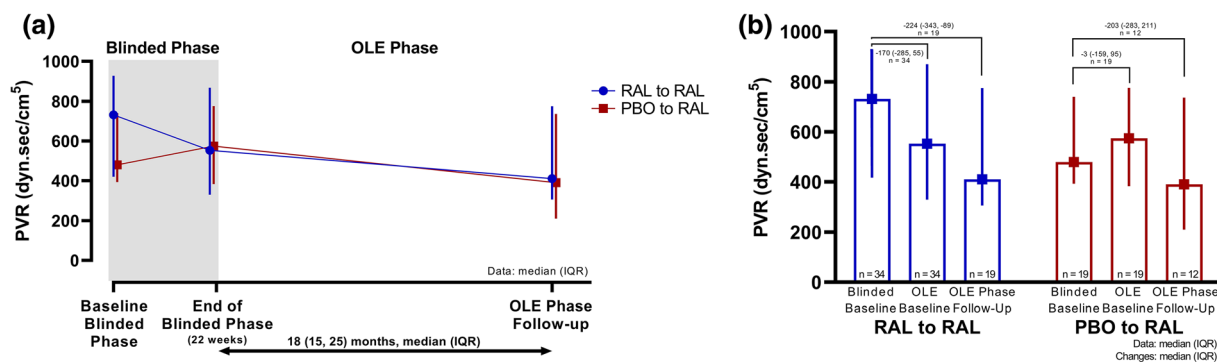 (a)
Blinded Phase
OLE Phase
PVR (dyn.sec/cm⁵)
1000
800
600
400
200
0
RAL to RAL
PBO to RAL
Data: median (IQR)
Baseline
Blinded
Phase
End of
Blinded Phase
(22 weeks)
OLE Phase
Follow-up
18 (15, 25) months, median (IQR)
(b)
PVR (dyn.sec/cm⁵)
1000
800
600
400
200
0
-224 (-343, -89)
n = 19
-170 (-285, 55)
n = 34
-203 (-283, 211)
n = 12
-3 (-159, 95)
n = 19
n = 34
n = 34
n = 19
n = 19
n = 19
n = 12
Blinded OLE OLE Phase
Baseline Baseline Follow-Up
RAL to RAL
Blinded OLE OLE Phase
Baseline Baseline Follow-Up
PBO to RAL
Data: median (IQR)
Changes: median (IQR)